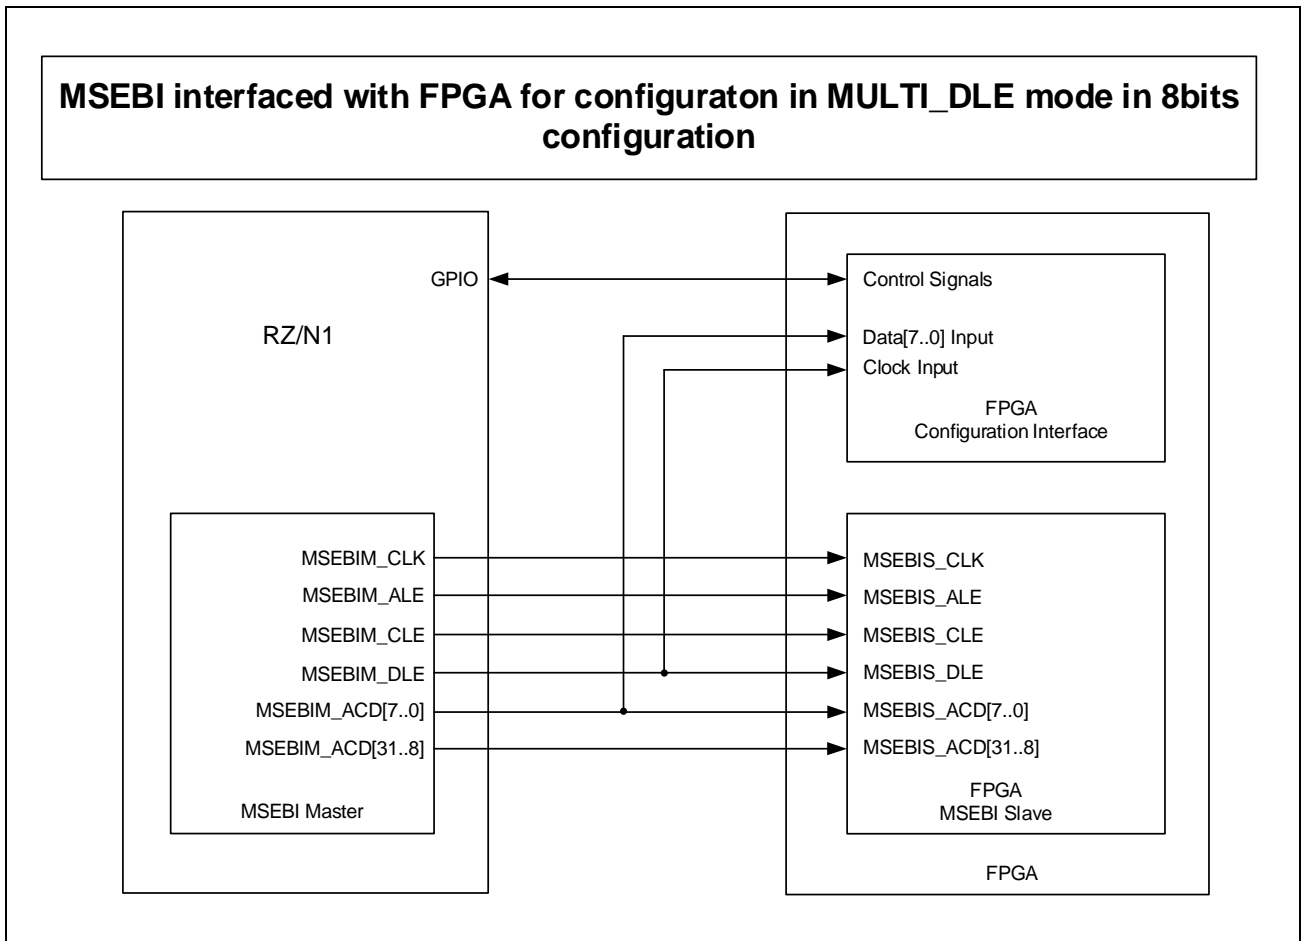 MSEBI interfaced with FPGA for configuraton in MULTI_DLE mode in 8bits
configuration
GPIO
RZ/N1
Control Signals
Data[7..0] Input
Clock Input
FPGA
Configuration Interface
MSEBIM_CLK
MSEBIM_ALE
MSEBIM_CLE
MSEBIM_DLE
MSEBIM_ACD[7..0]
MSEBIM_ACD[31..8]
MSEBI Master
MSEBIS_CLK
MSEBIS_ALE
MSEBIS_CLE
MSEBIS_DLE
MSEBIS_ACD[7..0]
MSEBIS_ACD[31..8]
FPGA
MSEBI Slave
FPGA